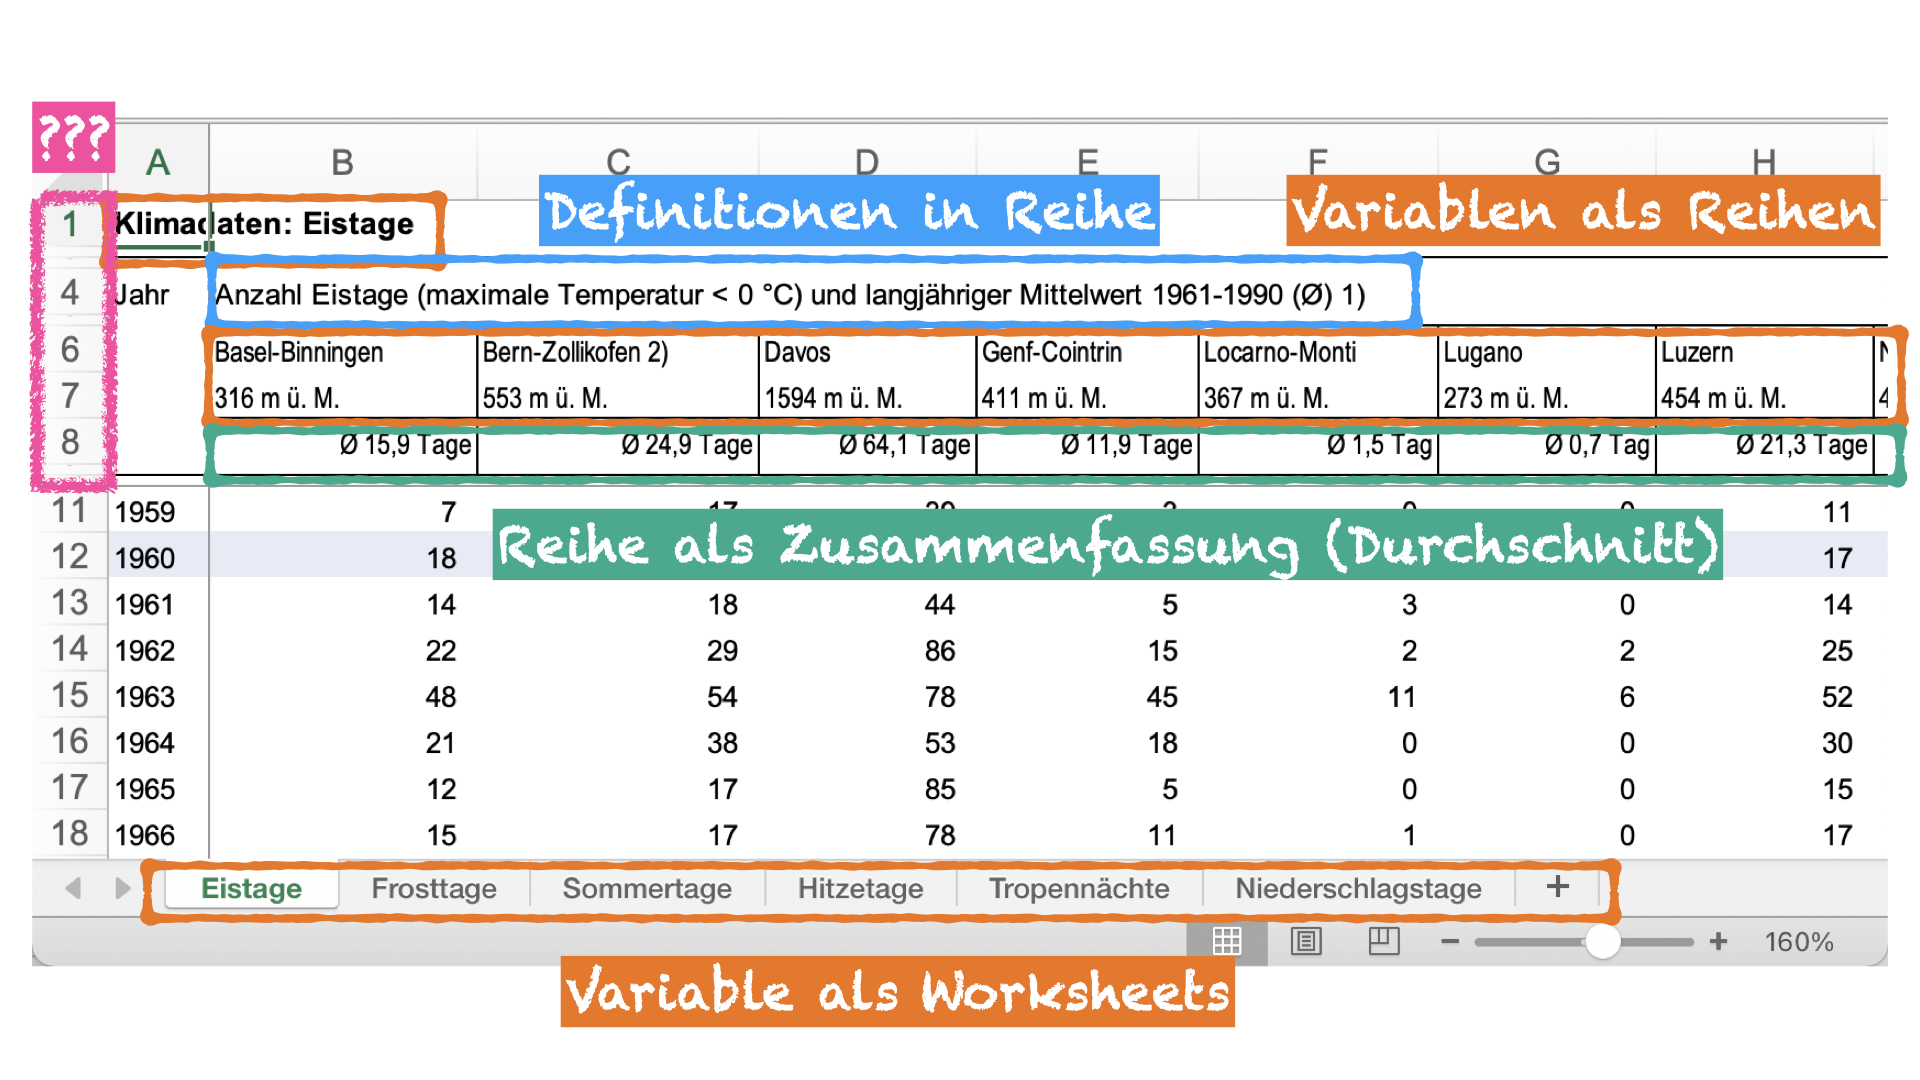 ???
A B C D E F G H
Definitionen in Reihe
Variablen als Reihen
1 Klimadaten: Eistage
4 Jahr Anzahl Eistage (maximale Temperatur < 0 °C) und langjähriger Mittelwert 1961-1990 (Ø) 1)
6 Basel-Binningen Bern-Zollikofen 2) Davos Genf-Cointrin Locarno-Monti Lugano Luzern
7 316 m ü. M. 553 m ü. M. 1594 m ü. M. 411 m ü. M. 367 m ü. M. 273 m ü. M. 454 m ü. M. 4
8 Ø 15,9 Tage Ø 24,9 Tage Ø 64,1 Tage Ø 11,9 Tage Ø 1,5 Tag Ø 0,7 Tag Ø 21,3 Tage
11 1959 7 11
Reihe als Zusammenfassung (Durchschnitt)
12 1960 18 17
13 1961 14 18 44 5 3 0 14
14 1962 22 29 86 15 2 2 25
15 1963 48 54 78 45 11 6 52
16 1964 21 38 53 18 0 0 30
17 1965 12 17 85 5 0 0 15
18 1966 15 17 78 11 1 0 17
Eistage Frosttage Sommertage Hitzetage Tropennächte Niederschlagstage +
160%
Variable als Worksheets